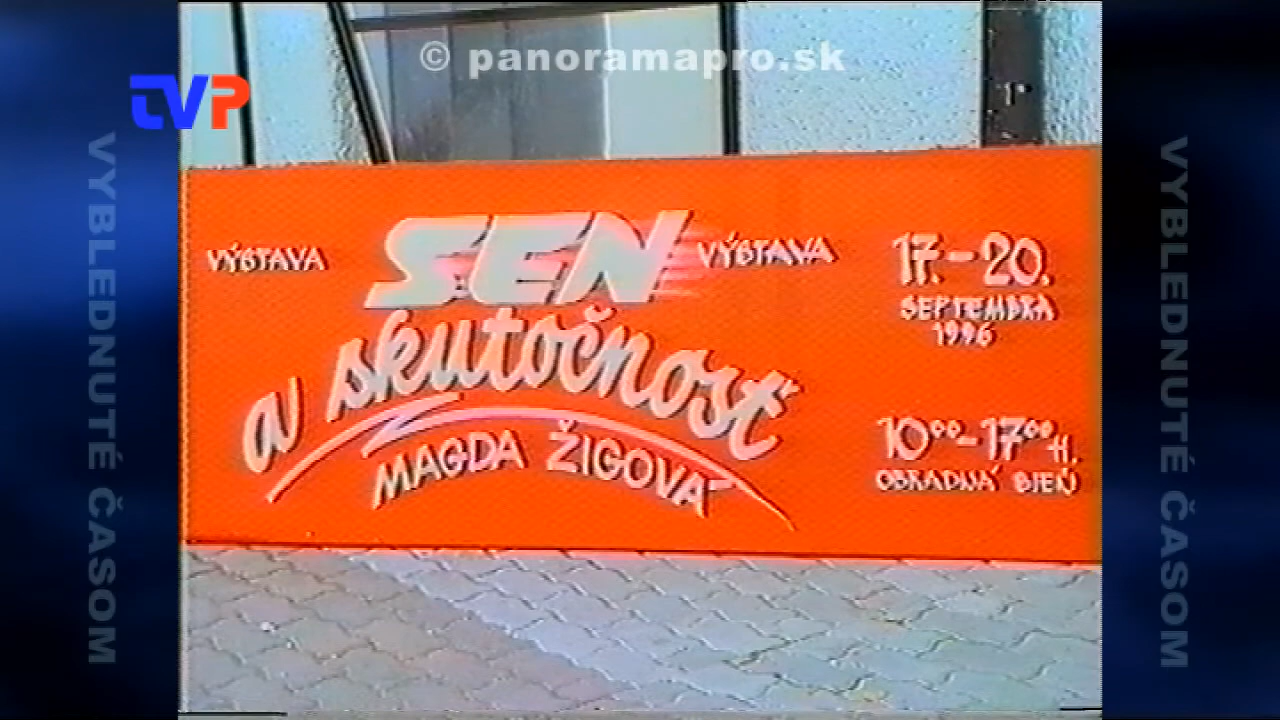 © panoramapro.sk
TVP
VYBLEDNUTÉ ČASOM
VÝSTAVA SEN VÝSTAVA
a skutočnosť
MAGDA ŽIGOVÁ
17.-20.
SEPTEMBRA
1996
10⁰⁰-17⁰⁰H.
OBRADNÁ SIEŇ
VYBLEDNUTÉ ČASOM